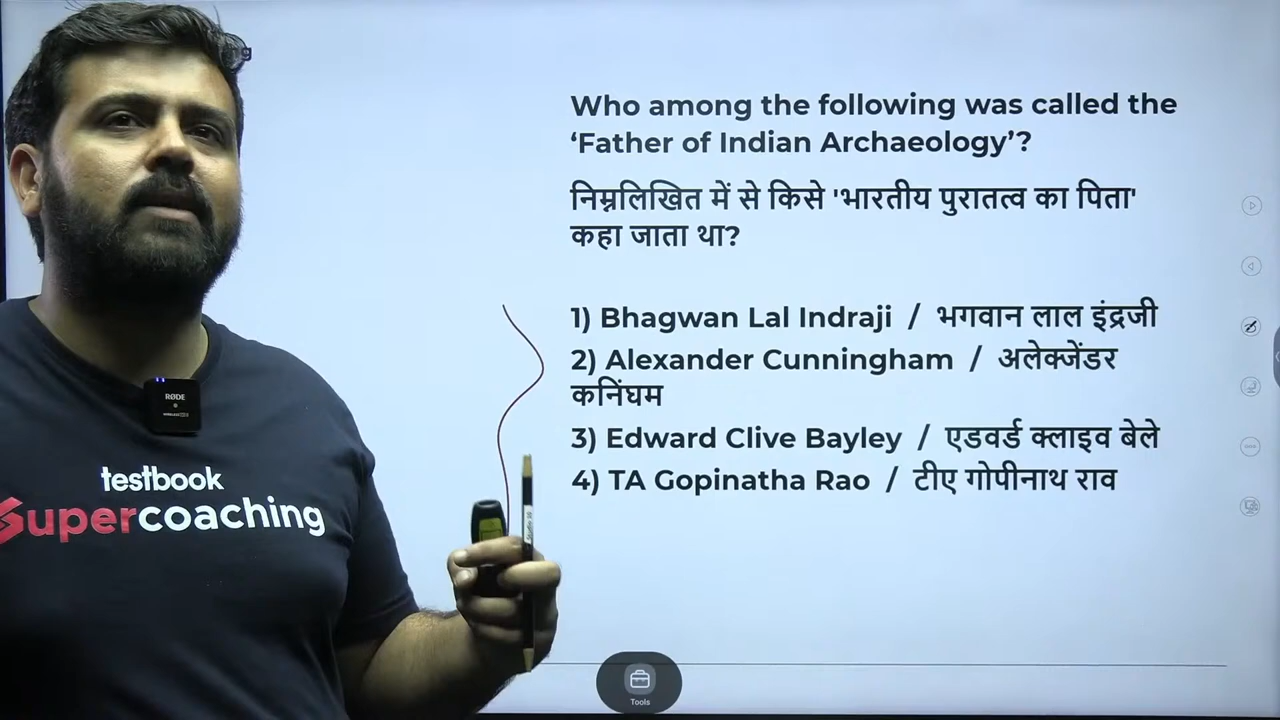 Who among the following was called the
‘Father of Indian Archaeology’?
निम्नलिखित में से किसे 'भारतीय पुरातत्व का पिता'
कहा जाता था?
1) Bhagwan Lal Indraji / भगवान लाल इंद्रजी
2) Alexander Cunningham / अलेक्जेंडर
कनिंघम
3) Edward Clive Bayley / एडवर्ड क्लाइव बेले
4) TA Gopinatha Rao / टीए गोपीनाथ राव
RØDE
testbook
Supercoaching
Tools